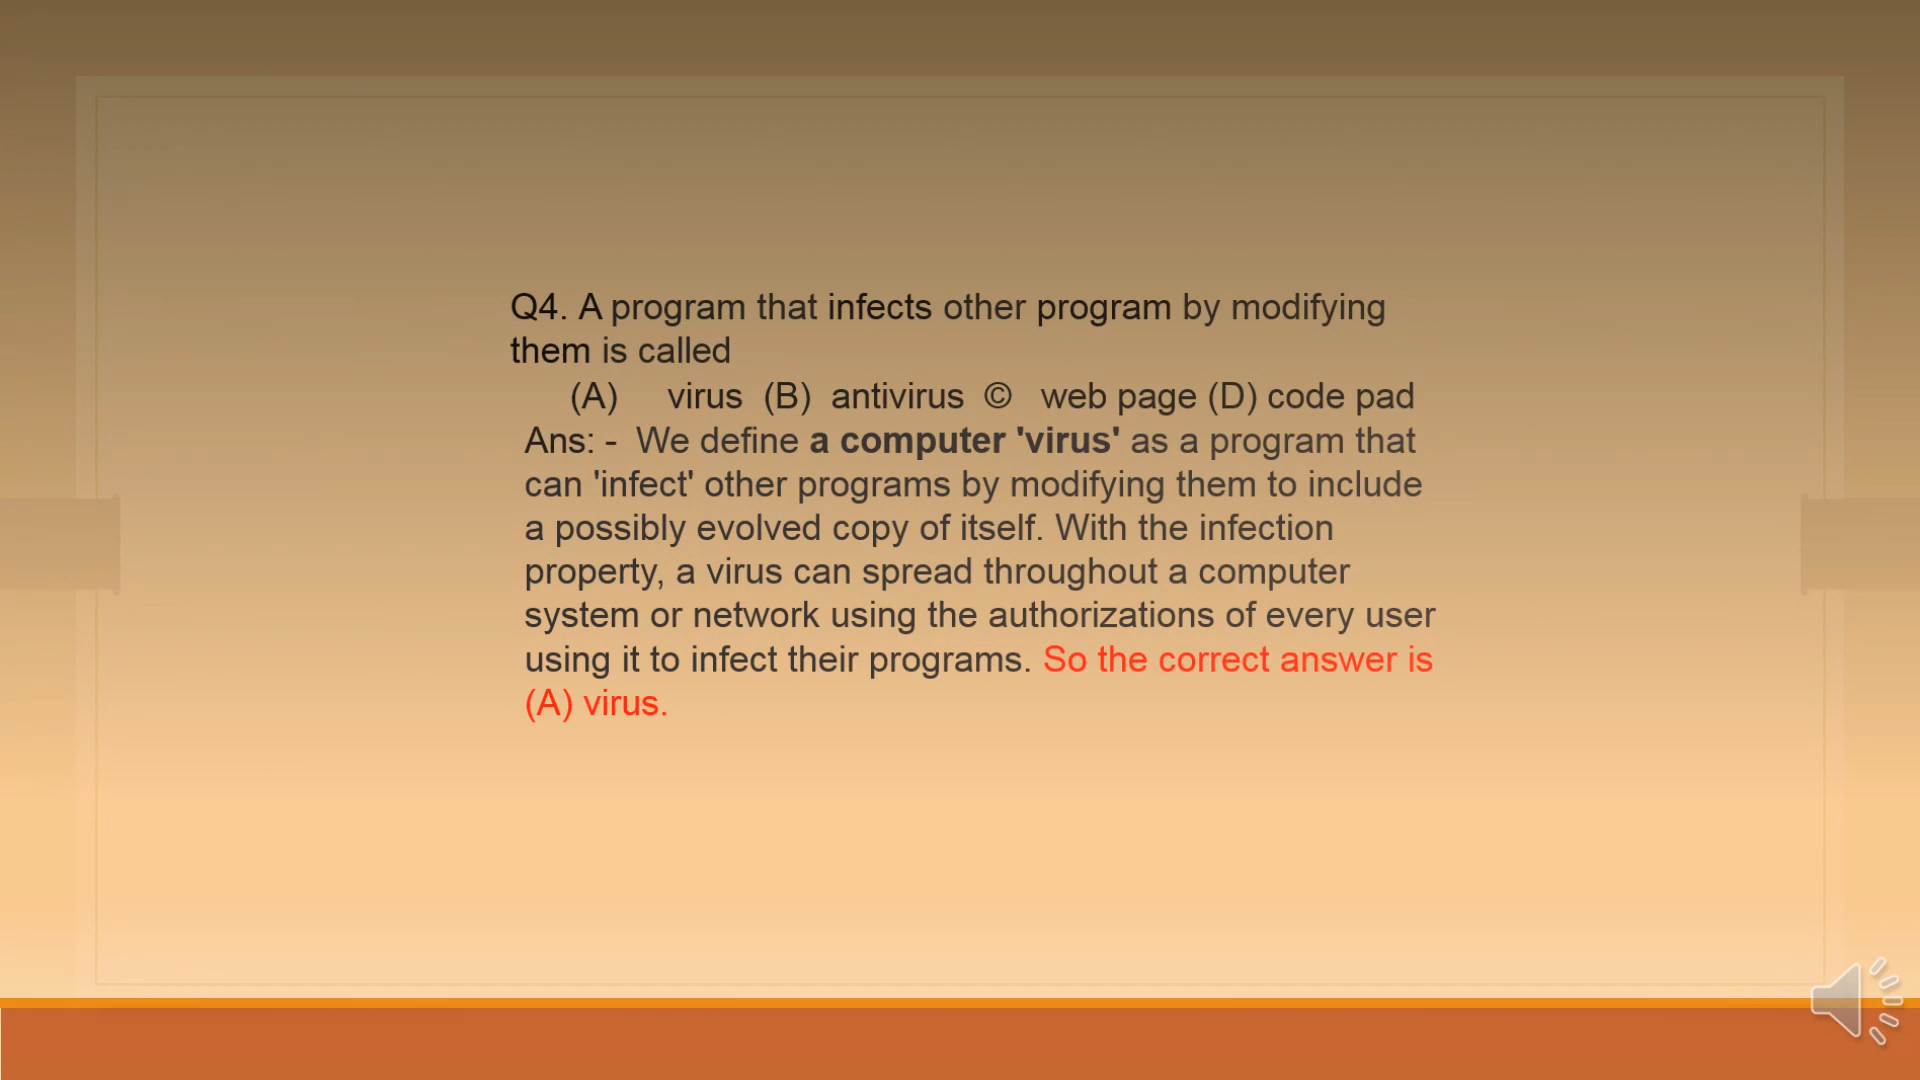 Q4. A program that infects other program by modifying
them is called
(A) virus (B) antivirus © web page (D) code pad
Ans: - We define a computer 'virus' as a program that
can 'infect' other programs by modifying them to include
a possibly evolved copy of itself. With the infection
property, a virus can spread throughout a computer
system or network using the authorizations of every user
using it to infect their programs. So the correct answer is
(A) virus.